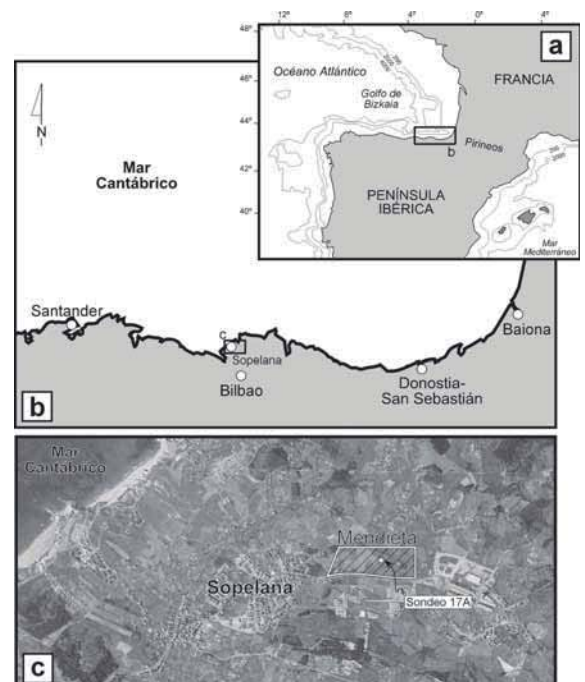 12°
8°
4°
0°
4°
48°
46°
44°
42°
40°
a
Océano Atlántico
Golfo de
Bizkaia
FRANCIA
b
Pirineos
PENÍNSULA
IBÉRICA
Mar
Mediterráneo
N
Mar
Cantábrico
Santander
c
Sopelana
Bilbao
Baiona
Donostia-
San Sebastián
b
Mar
Cantábrico
Mendieta
Sopelana
Sondeo 17A
c